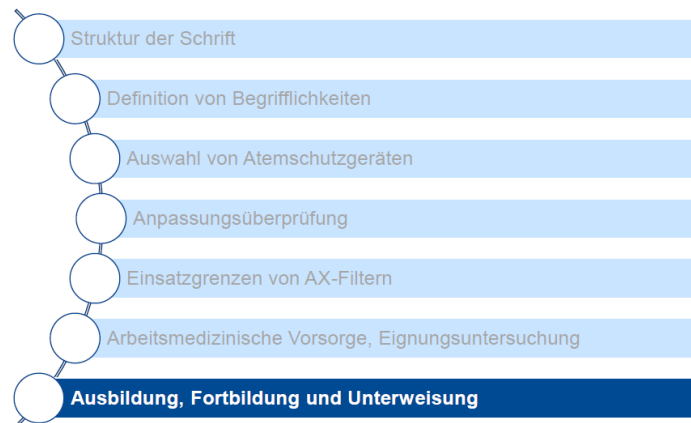 Struktur der Schrift
Definition von Begrifflichkeiten
Auswahl von Atemschutzgeräten
Anpassungsüberprüfung
Einsatzgrenzen von AX-Filtern
Arbeitsmedizinische Vorsorge, Eignungsuntersuchung
Ausbildung, Fortbildung und Unterweisung